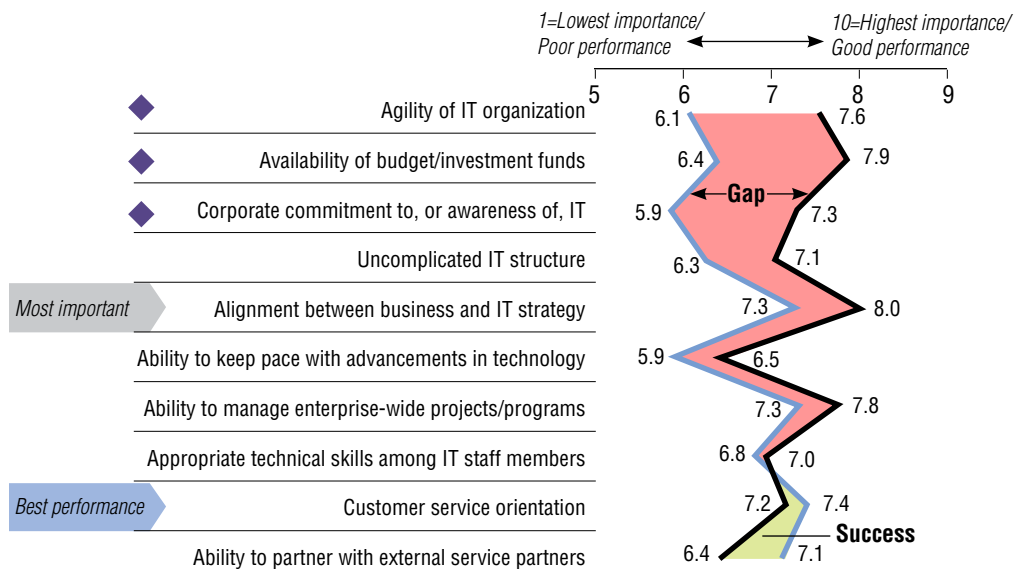 1=Lowest importance/
Poor performance
10=Highest importance/
Good performance
5 6 7 8 9
Agility of IT organization 6.1 7.6
Availability of budget/investment funds 6.4 7.9
Gap
Corporate commitment to, or awareness of, IT 5.9 7.3
Uncomplicated IT structure 6.3 7.1
Most important Alignment between business and IT strategy 7.3 8.0
Ability to keep pace with advancements in technology 5.9 6.5
Ability to manage enterprise-wide projects/programs 7.3 7.8
Appropriate technical skills among IT staff members 6.8 7.0
Best performance Customer service orientation 7.2 7.4
Success
Ability to partner with external service partners 6.4 7.1